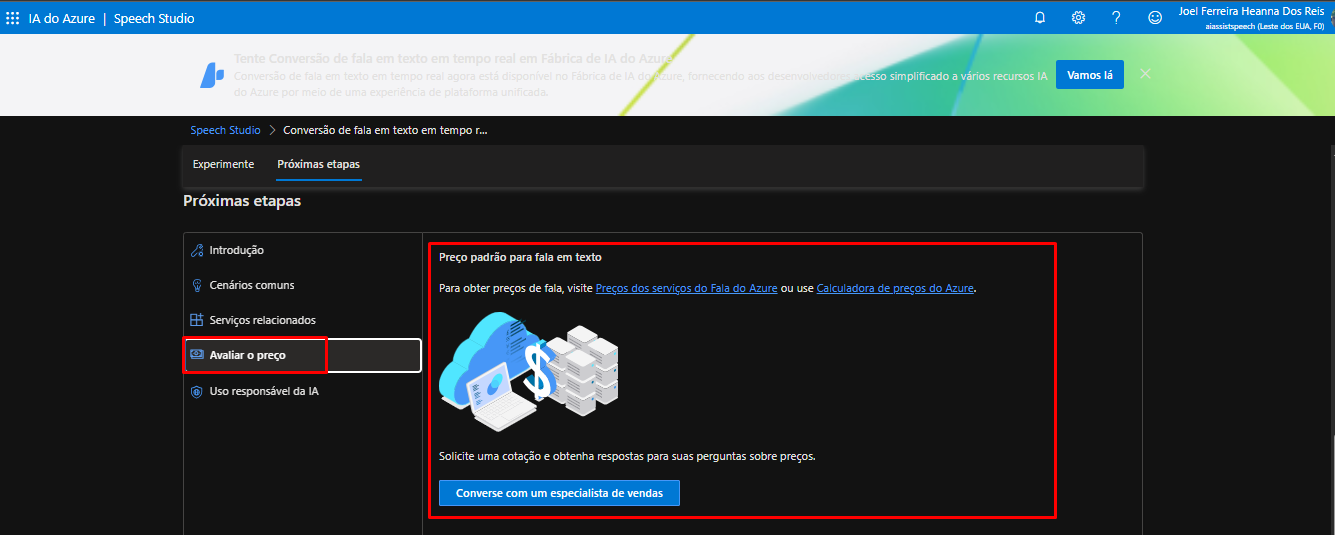 IA do Azure | Speech Studio
Joel Ferreira Heanna Dos Reis
aiassistspeech (Leste dos EUA, F0)
Tente Conversão de fala em texto em tempo real em Fábrica de IA do Azure
Conversão de fala em texto em tempo real agora está disponível no Fábrica de IA do Azure, fornecendo aos desenvolvedores acesso simplificado a vários recursos IA
do Azure por meio de uma experiência de plataforma unificada.
Vamos lá
Speech Studio > Conversão de fala em texto em tempo r...
Experimente
Próximas etapas
Próximas etapas
Introdução
Cenários comuns
Serviços relacionados
Avaliar o preço
Uso responsável da IA
Preço padrão para fala em texto
Para obter preços de fala, visite Preços dos serviços do Fala do Azure ou use Calculadora de preços do Azure.
$
Solicite uma cotação e obtenha respostas para suas perguntas sobre preços.
Converse com um especialista de vendas